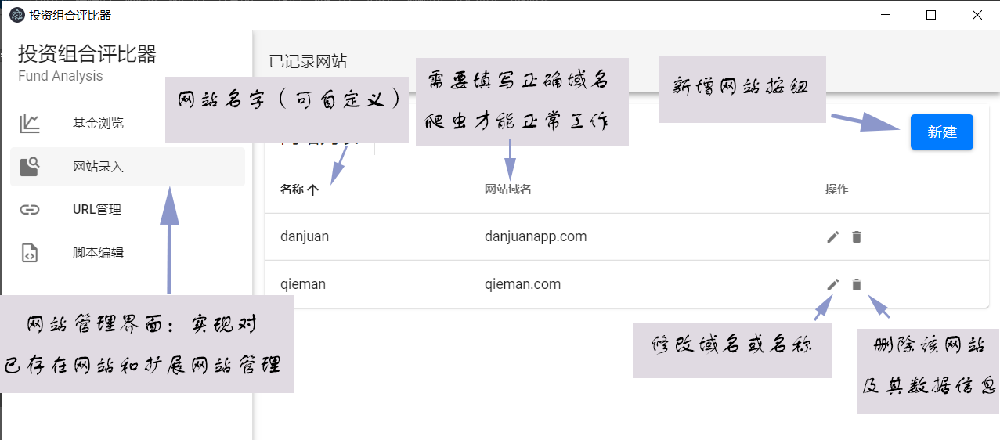 投资组合评比器
投资组合评比器
Fund Analysis
已记录网站
网站名字（可自定义）
需要填写正确域名
爬虫才能正常工作
新增网站按钮
新建
基金浏览
网站录入
URL管理
脚本编辑
名称
网站域名
操作
danjuan
danjuanapp.com
qieman
qieman.com
网站管理界面：实现对
已存在网站和扩展网站管理
修改域名或名称
删除该网站
及其数据信息